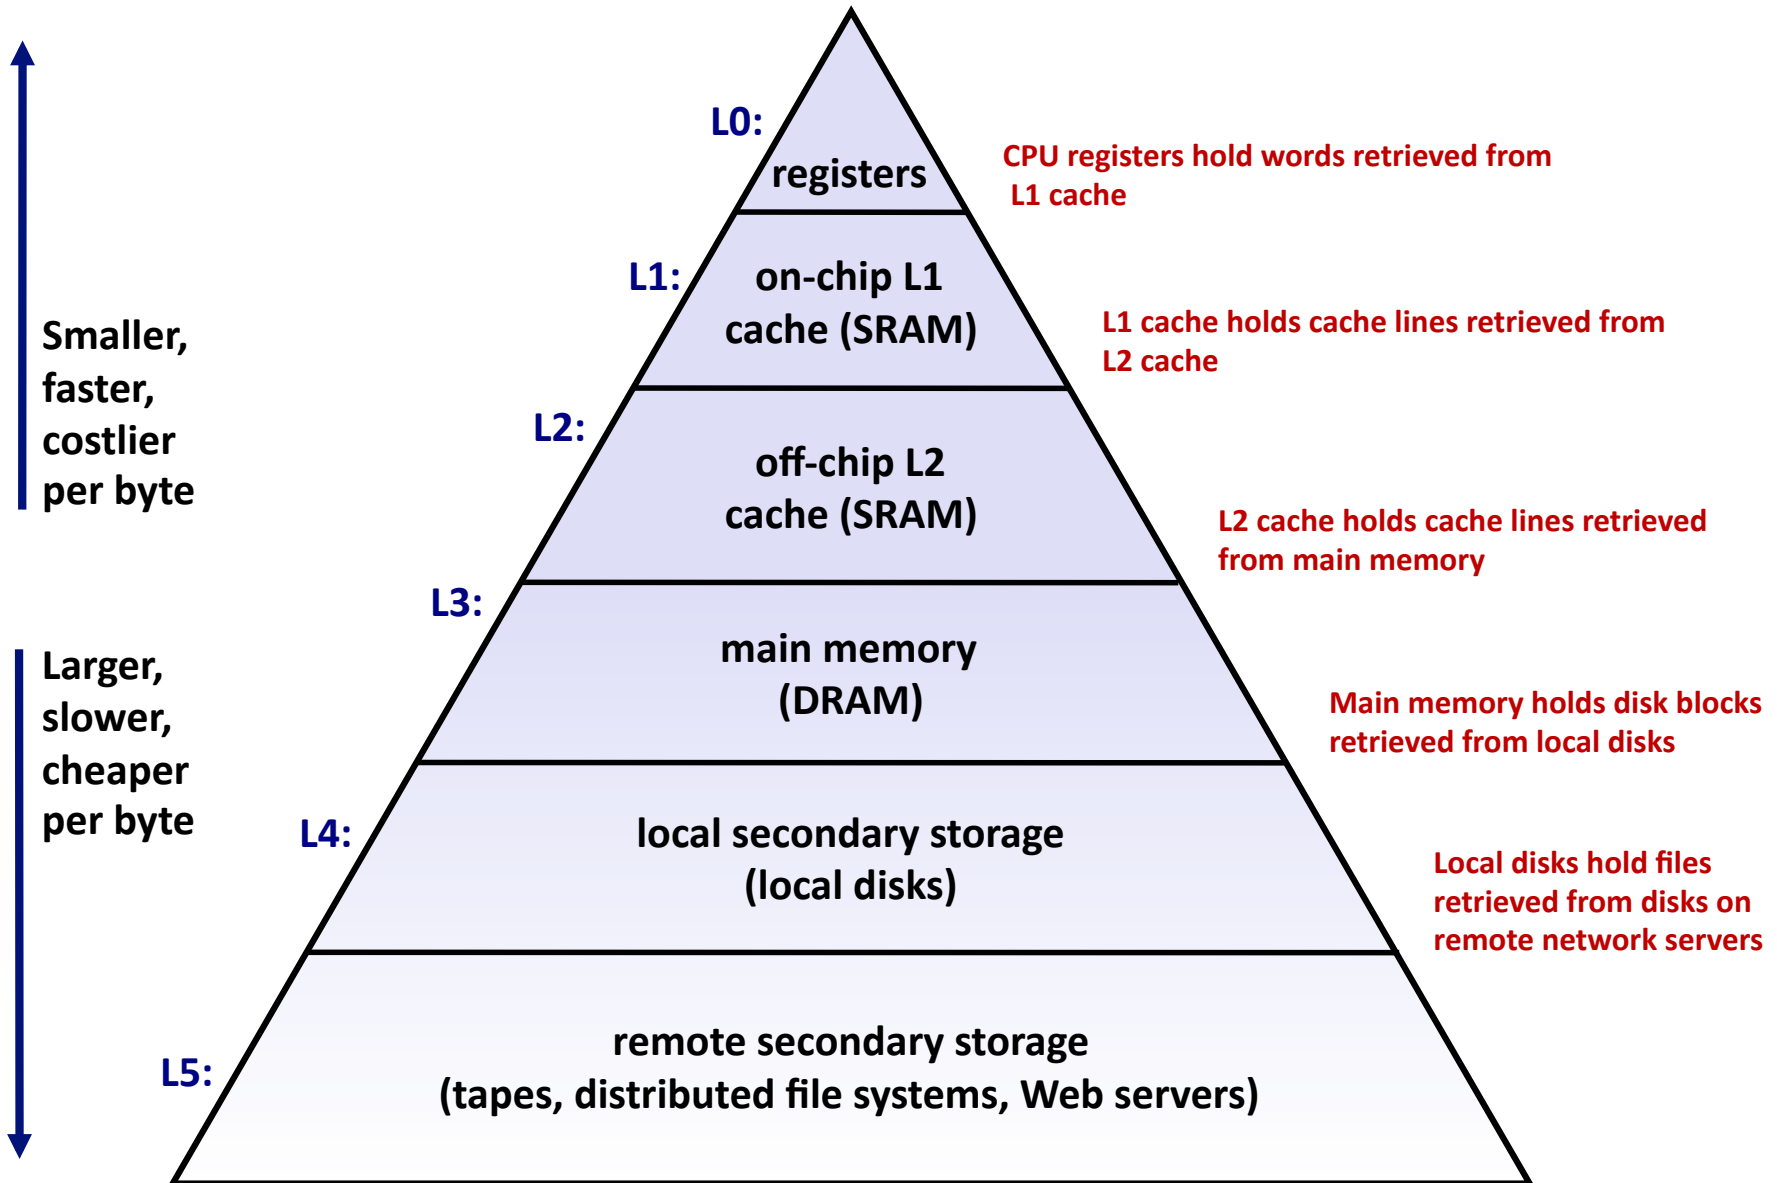 L0:
registers
CPU registers hold words retrieved from
L1 cache
L1:
on-chip L1
cache (SRAM)
L1 cache holds cache lines retrieved from
L2 cache
Smaller,
faster,
costlier
per byte
L2:
off-chip L2
cache (SRAM)
L2 cache holds cache lines retrieved
from main memory
L3:
main memory
(DRAM)
Main memory holds disk blocks
retrieved from local disks
Larger,
slower,
cheaper
per byte
L4:
local secondary storage
(local disks)
Local disks hold files
retrieved from disks on
remote network servers
L5:
remote secondary storage
(tapes, distributed file systems, Web servers)